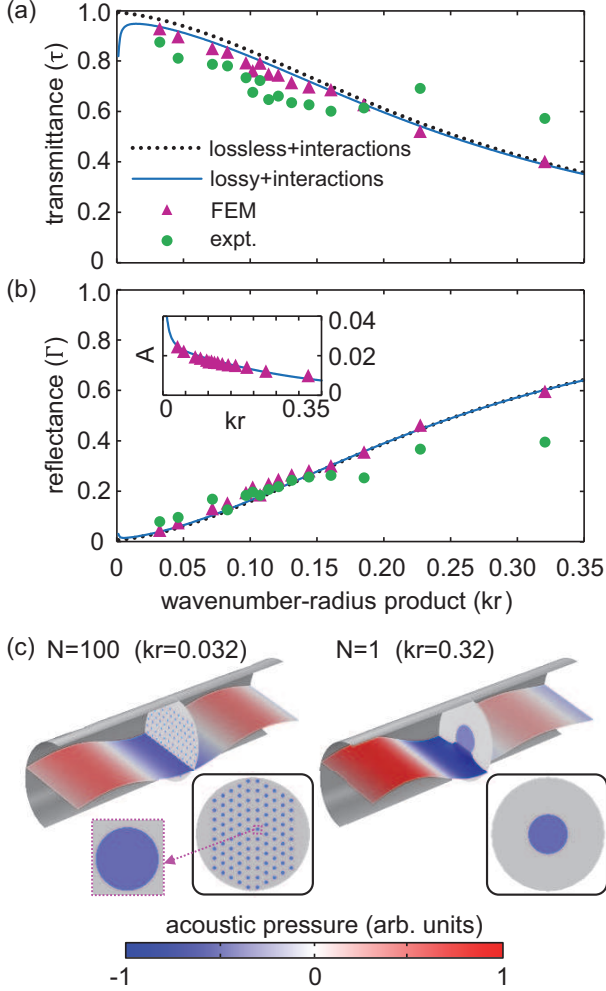 (a)
1.0
0.8
0.6
0.4
0.2
0
transmittance (τ)
lossless+interactions
lossy+interactions
FEM
expt.
(b)
1.0
0.8
0.6
0.4
0.2
0
reflectance (Γ)
A
0.04
0.02
0
0 0.35
kr
0 0.05 0.10 0.15 0.20 0.25 0.30 0.35
wavenumber-radius product (kr)
(c) N=100 (kr=0.032) N=1 (kr=0.32)
acoustic pressure (arb. units)
-1 0 1